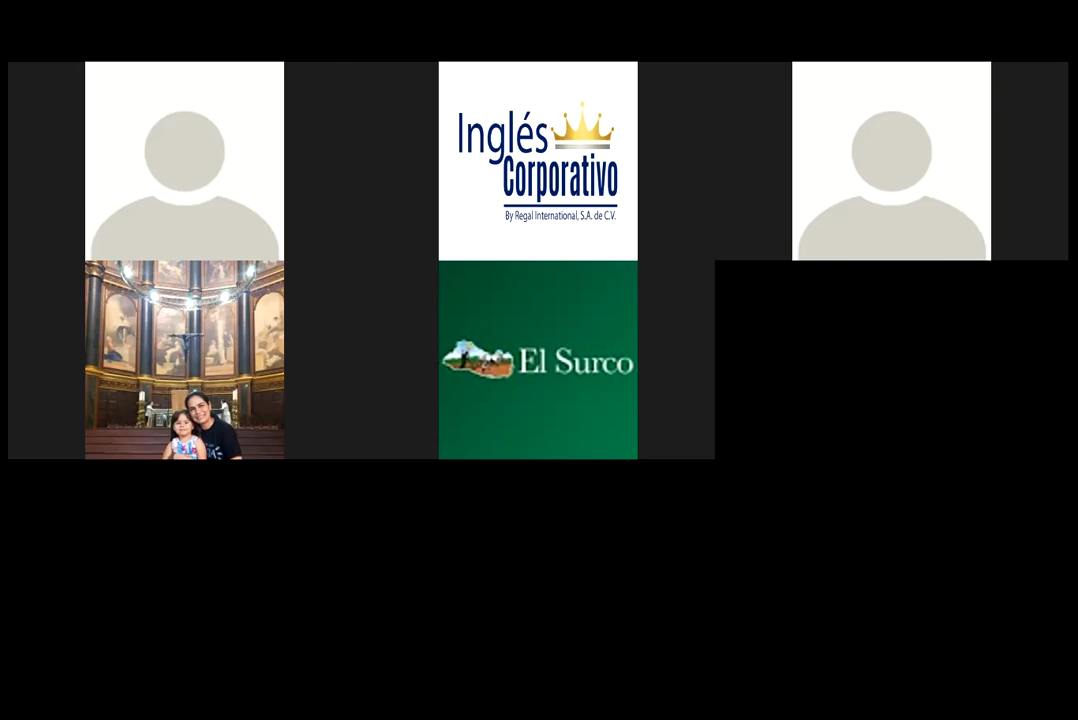 Inglés
Corporativo
By Regal International, S.A. de C.V.
El Surco